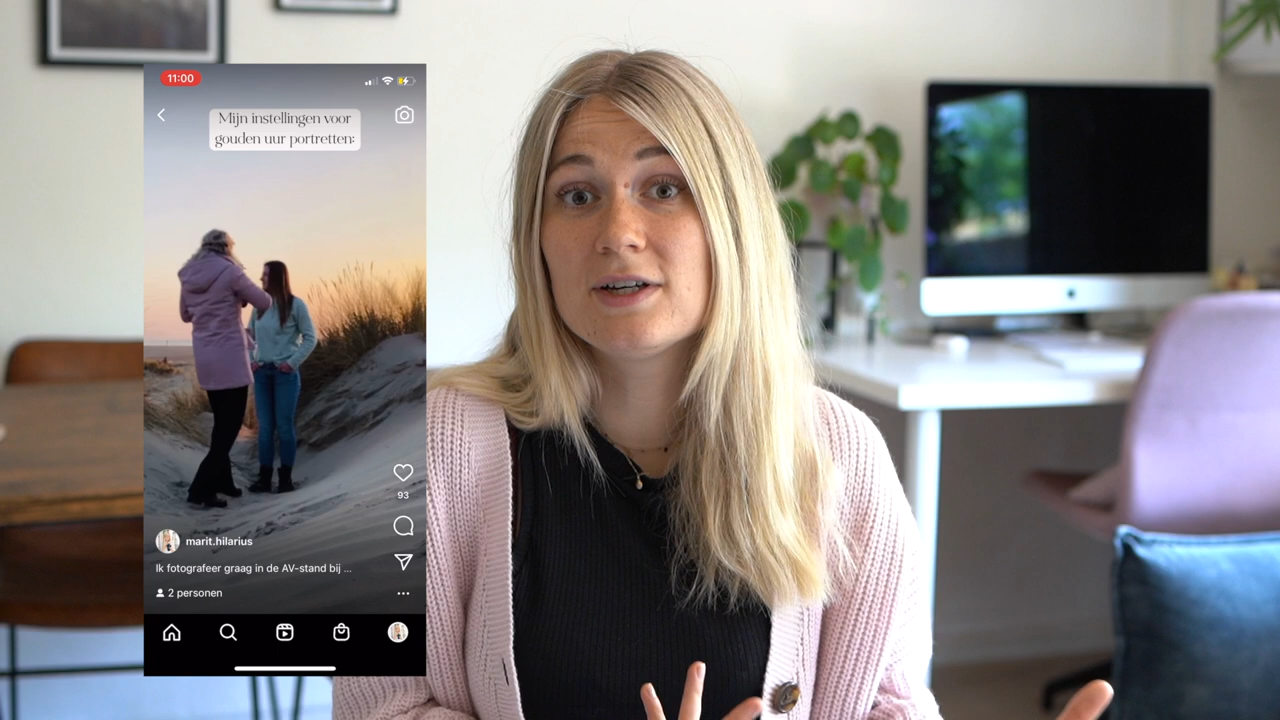 11:00
Mijn instellingen voor
gouden uur portretten:
93
marit.hilarius
Ik fotografeer graag in de AV-stand bij ...
2 personen